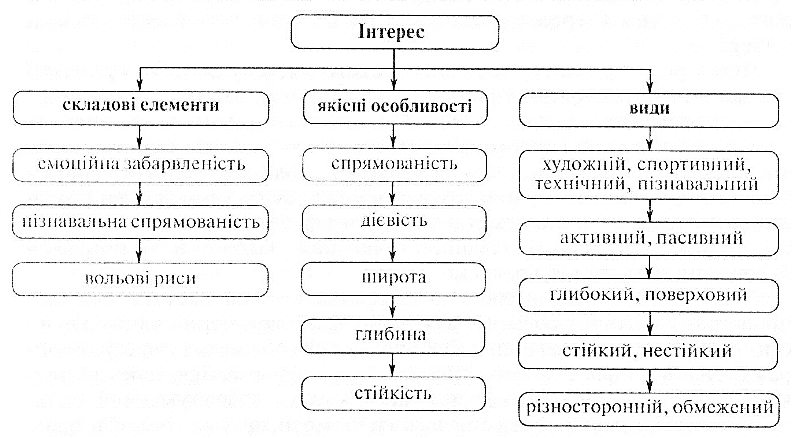 Інтерес
складові елементи
емоційна забарвленість
пізнавальна спрямованість
вольові риси
якісні особливості
спрямованість
дієвість
широта
глибина
стійкість
види
художній, спортивний,
технічний, пізнавальний
активний, пасивний
глибокий, поверховий
стійкий, нестійкий
різносторонній, обмежений